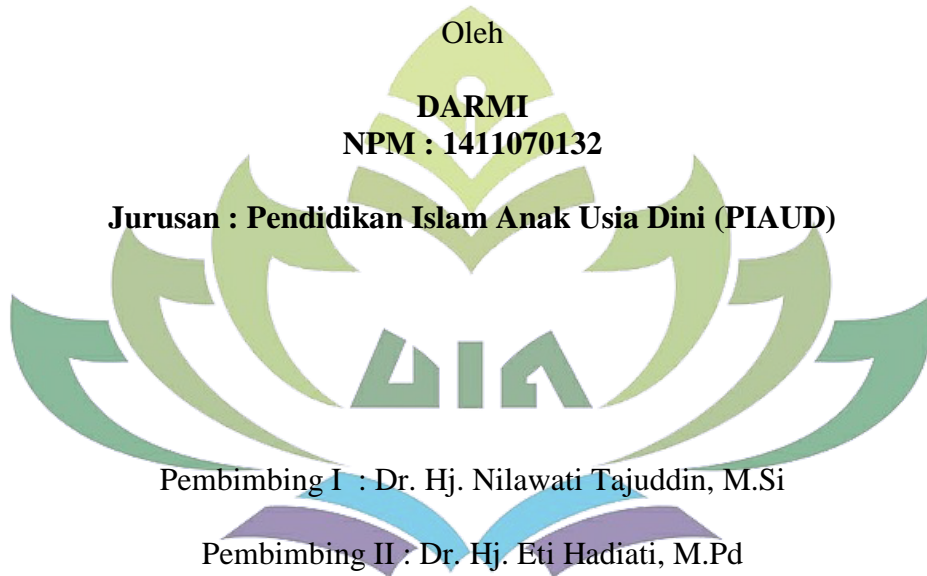 Oleh
DARMI
NPM : 1411070132
Jurusan : Pendidikan Islam Anak Usia Dini (PIAUD)
UIN
Pembimbing I : Dr. Hj. Nilawati Tajuddin, M.Si
Pembimbing II : Dr. Hj. Eti Hadiati, M.Pd